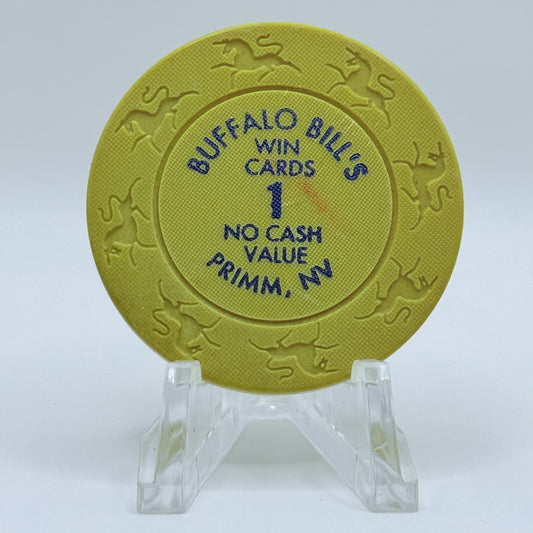 BUFFALO BILL'S
WIN
CARDS
1
NO CASH
VALUE
PRIMM, NV